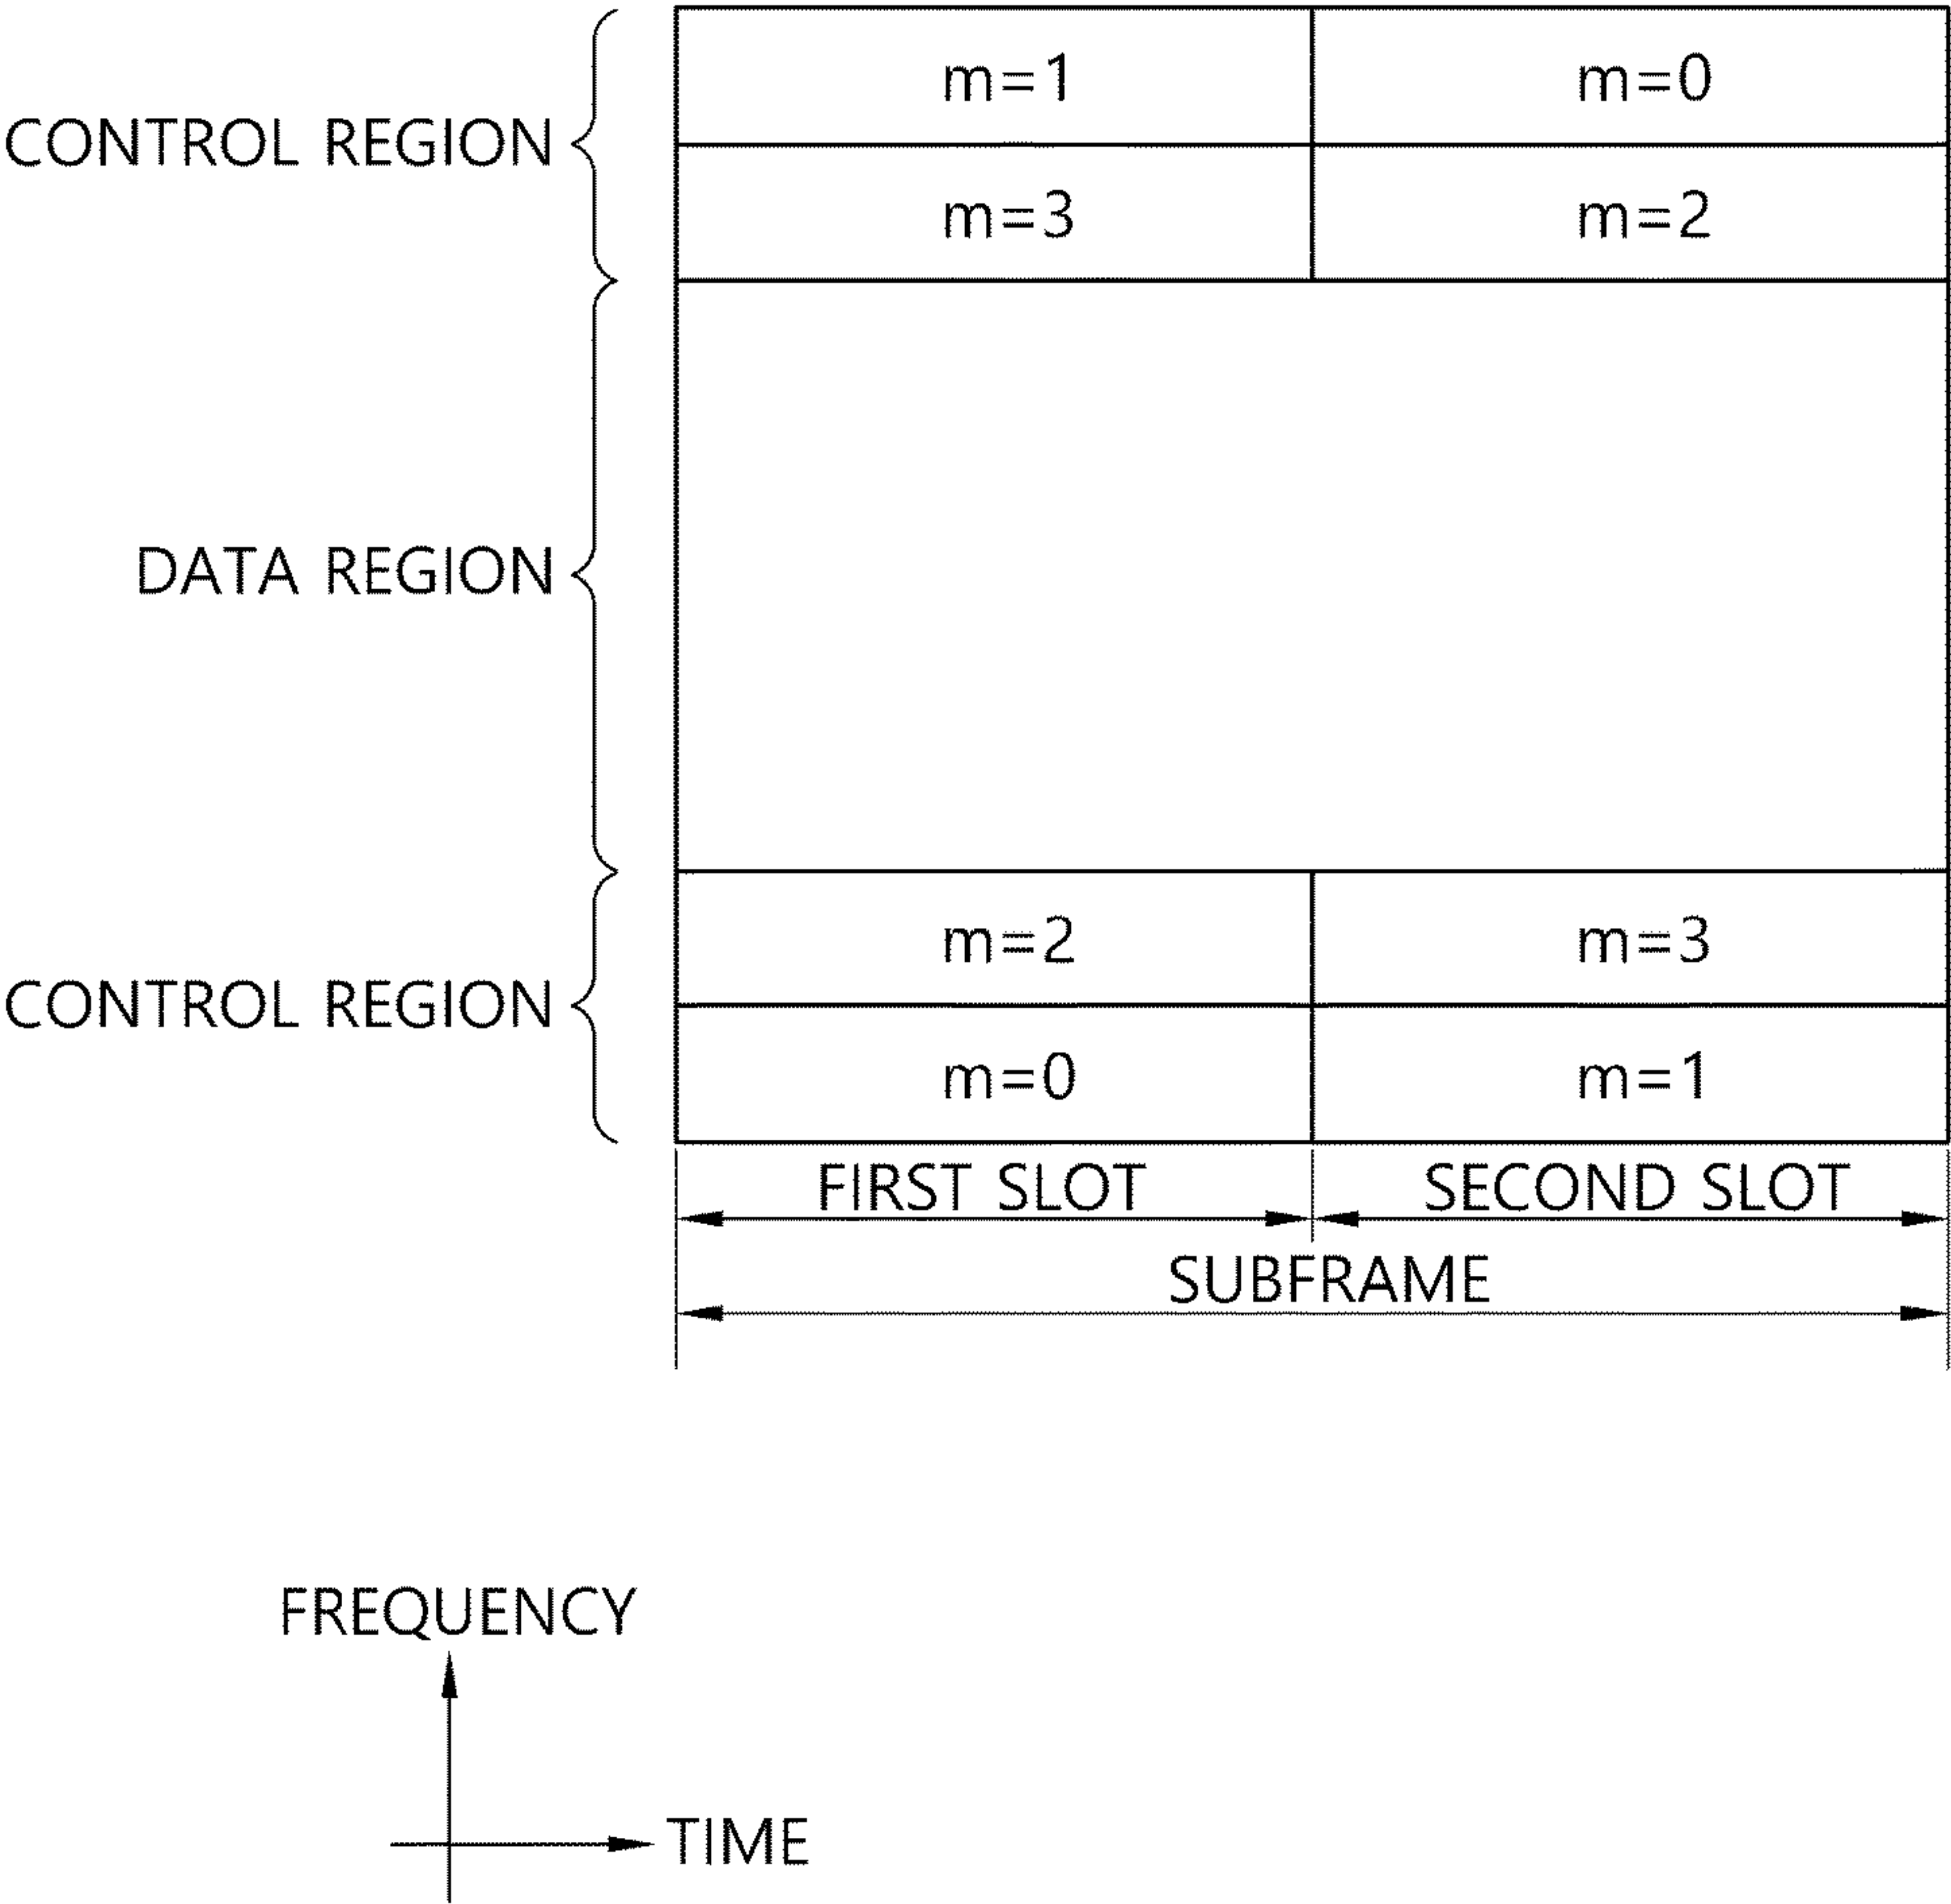 m=1 m=0
CONTROL REGION
m=3 m=2
DATA REGION
m=2 m=3
CONTROL REGION
m=0 m=1
FIRST SLOT SECOND SLOT
SUBFRAME
FREQUENCY
TIME